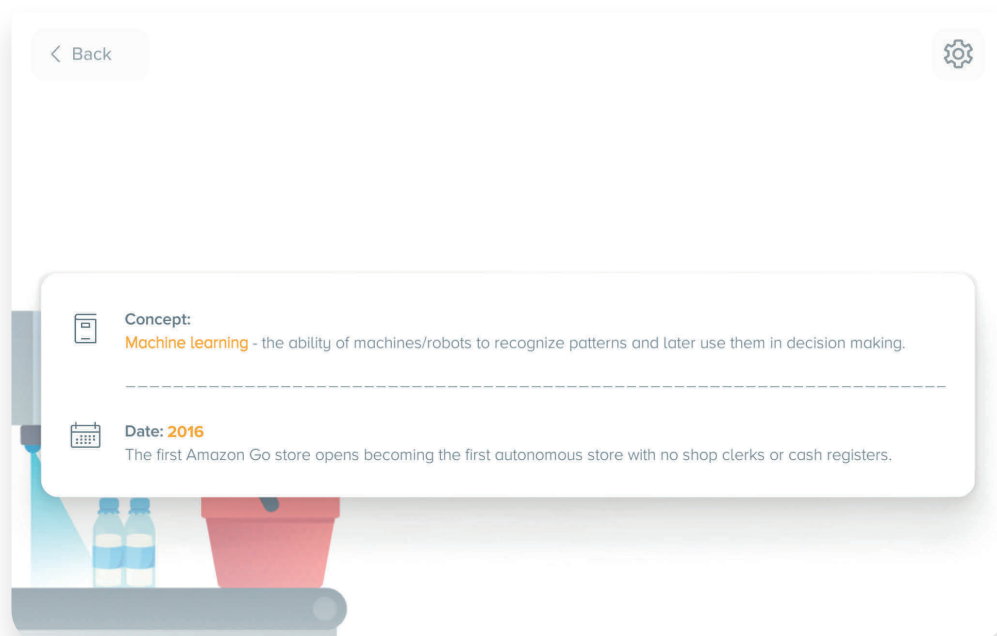 Back
Concept:
Machine learning - the ability of machines/robots to recognize patterns and later use them in decision making.
Date: 2016
The first Amazon Go store opens becoming the first autonomous store with no shop clerks or cash registers.